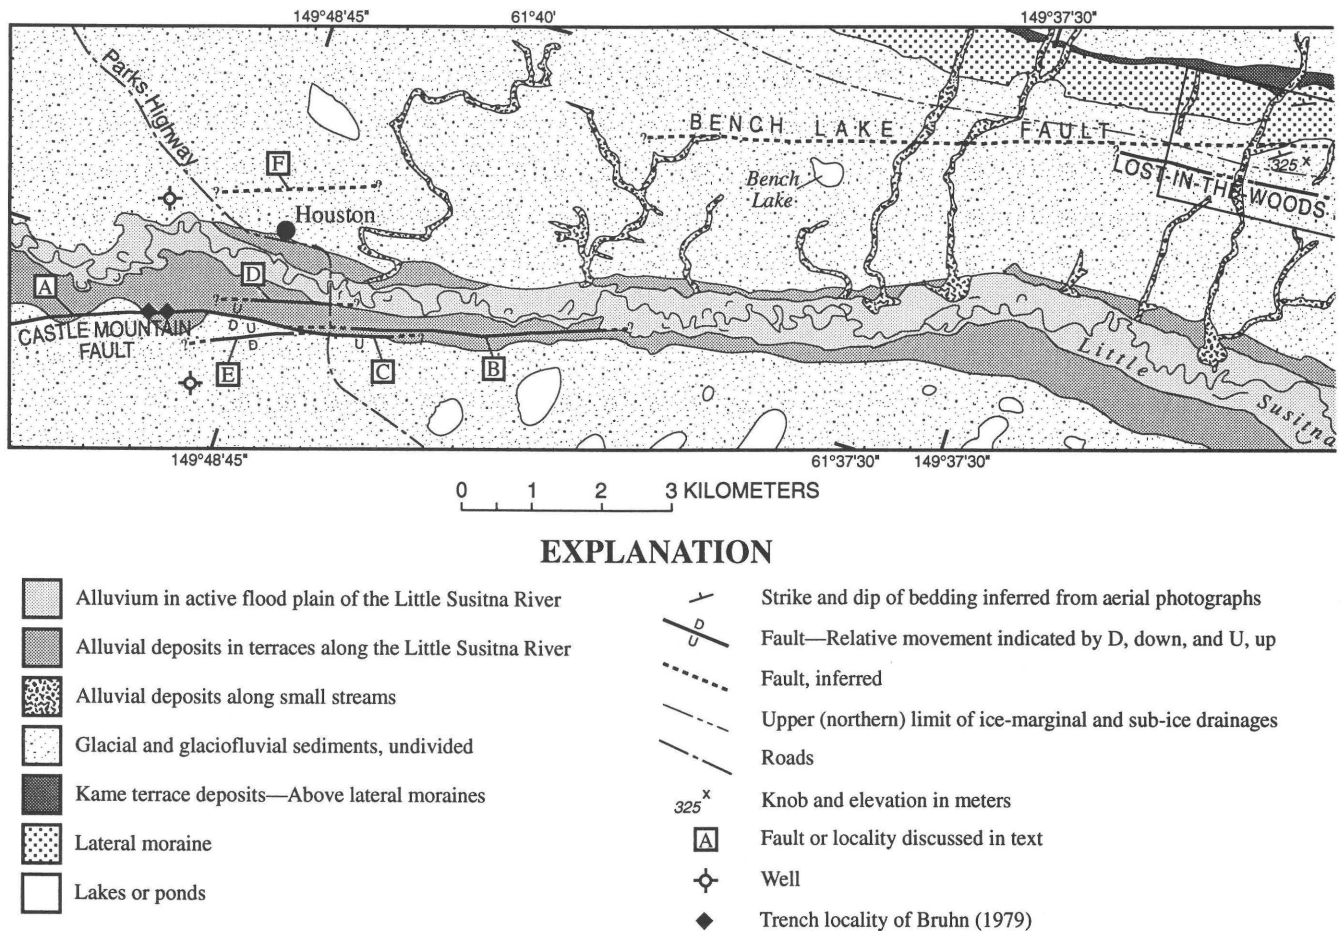 149°48'45" 61°40' 149°37'30"
Parks Highway
BENCH LAKE FAULT
325 x
F
Bench
Lake
LOST-IN-THE-WOODS
? ?
Houston
A D
? ?
U
D U
CASTLE MOUNTAIN
FAULT
D U
?
E C B
Little
Susitna
149°48'45" 61°37'30" 149°37'30"
0 1 2 3 KILOMETERS
EXPLANATION
Alluvium in active flood plain of the Little Susitna River
Alluvial deposits in terraces along the Little Susitna River
Alluvial deposits along small streams
Glacial and glaciofluvial sediments, undivided
Kame terrace deposits—Above lateral moraines
Lateral moraine
Lakes or ponds
Strike and dip of bedding inferred from aerial photographs
D
U
Fault—Relative movement indicated by D, down, and U, up
Fault, inferred
Upper (northern) limit of ice-marginal and sub-ice drainages
Roads
325 x Knob and elevation in meters
A Fault or locality discussed in text
Well
Trench locality of Bruhn (1979)